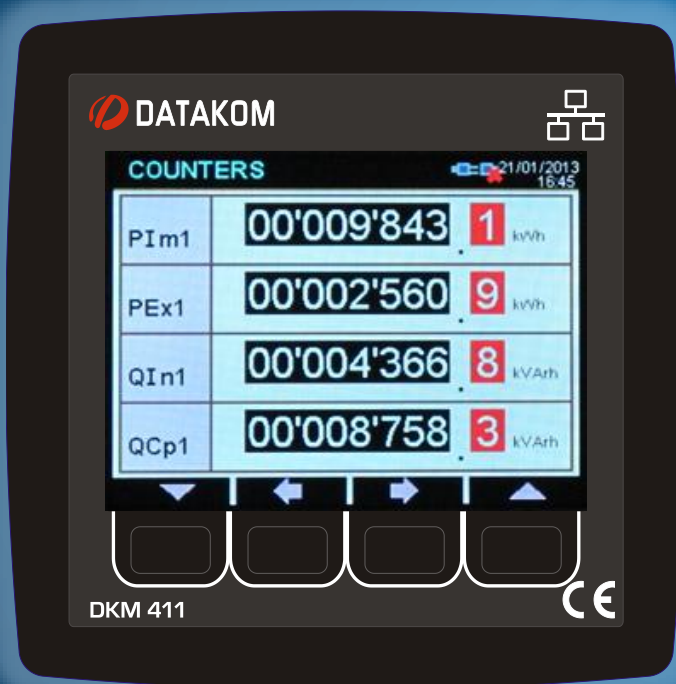 DATAKOM
COUNTERS 21/01/2013
16:45
PIm1 00'009'843.1 kWh
PEx1 00'002'560.9 kWh
QIn1 00'004'366.8 kVArh
QCp1 00'008'758.3 kVArh
DKM 411 CE